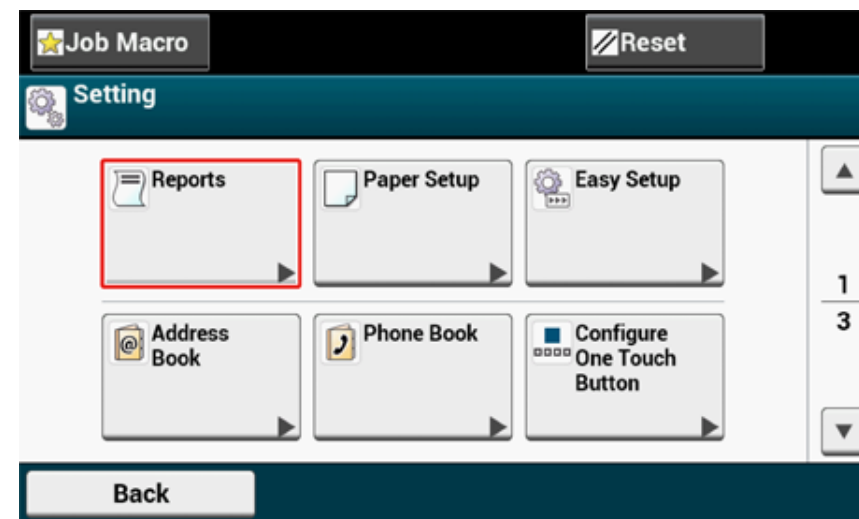 Job Macro
Reset
Setting
Reports
Paper Setup
Easy Setup
1
3
Address
Book
Phone Book
Configure
One Touch
Button
Back